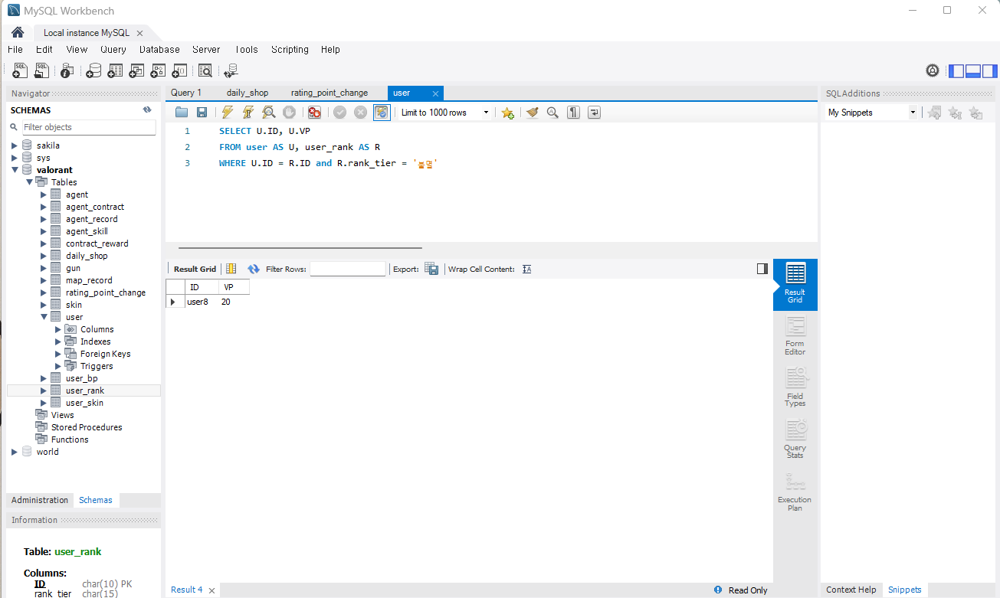 MySQL Workbench
Local instance MySQL
File Edit View Query Database Server Tools Scripting Help
Navigator
SCHEMAS
Filter objects
sakila
sys
valorant
Tables
agent
agent_contract
agent_record
agent_skill
contract_reward
daily_shop
gun
map_record
rating_point_change
skin
user
Columns
Indexes
Foreign Keys
Triggers
user_bp
user_rank
user_skin
Views
Stored Procedures
Functions
world
Administration Schemas
Information
Table: user_rank
Columns:
ID char(10) PK
rank_tier char(15)
Query 1 daily_shop rating_point_change user
Limit to 1000 rows
1 SELECT U.ID, U.VP
2 FROM user AS U, user_rank AS R
3 WHERE U.ID = R.ID and R.rank_tier = '불멸'
Result Grid Filter Rows: Export: Wrap Cell Content: IA
ID VP
user8 20
Result Grid
Form Editor
Field Types
Query Stats
Execution Plan
Result 4 Read Only
SQLAdditions
My Snippets
Context Help Snippets